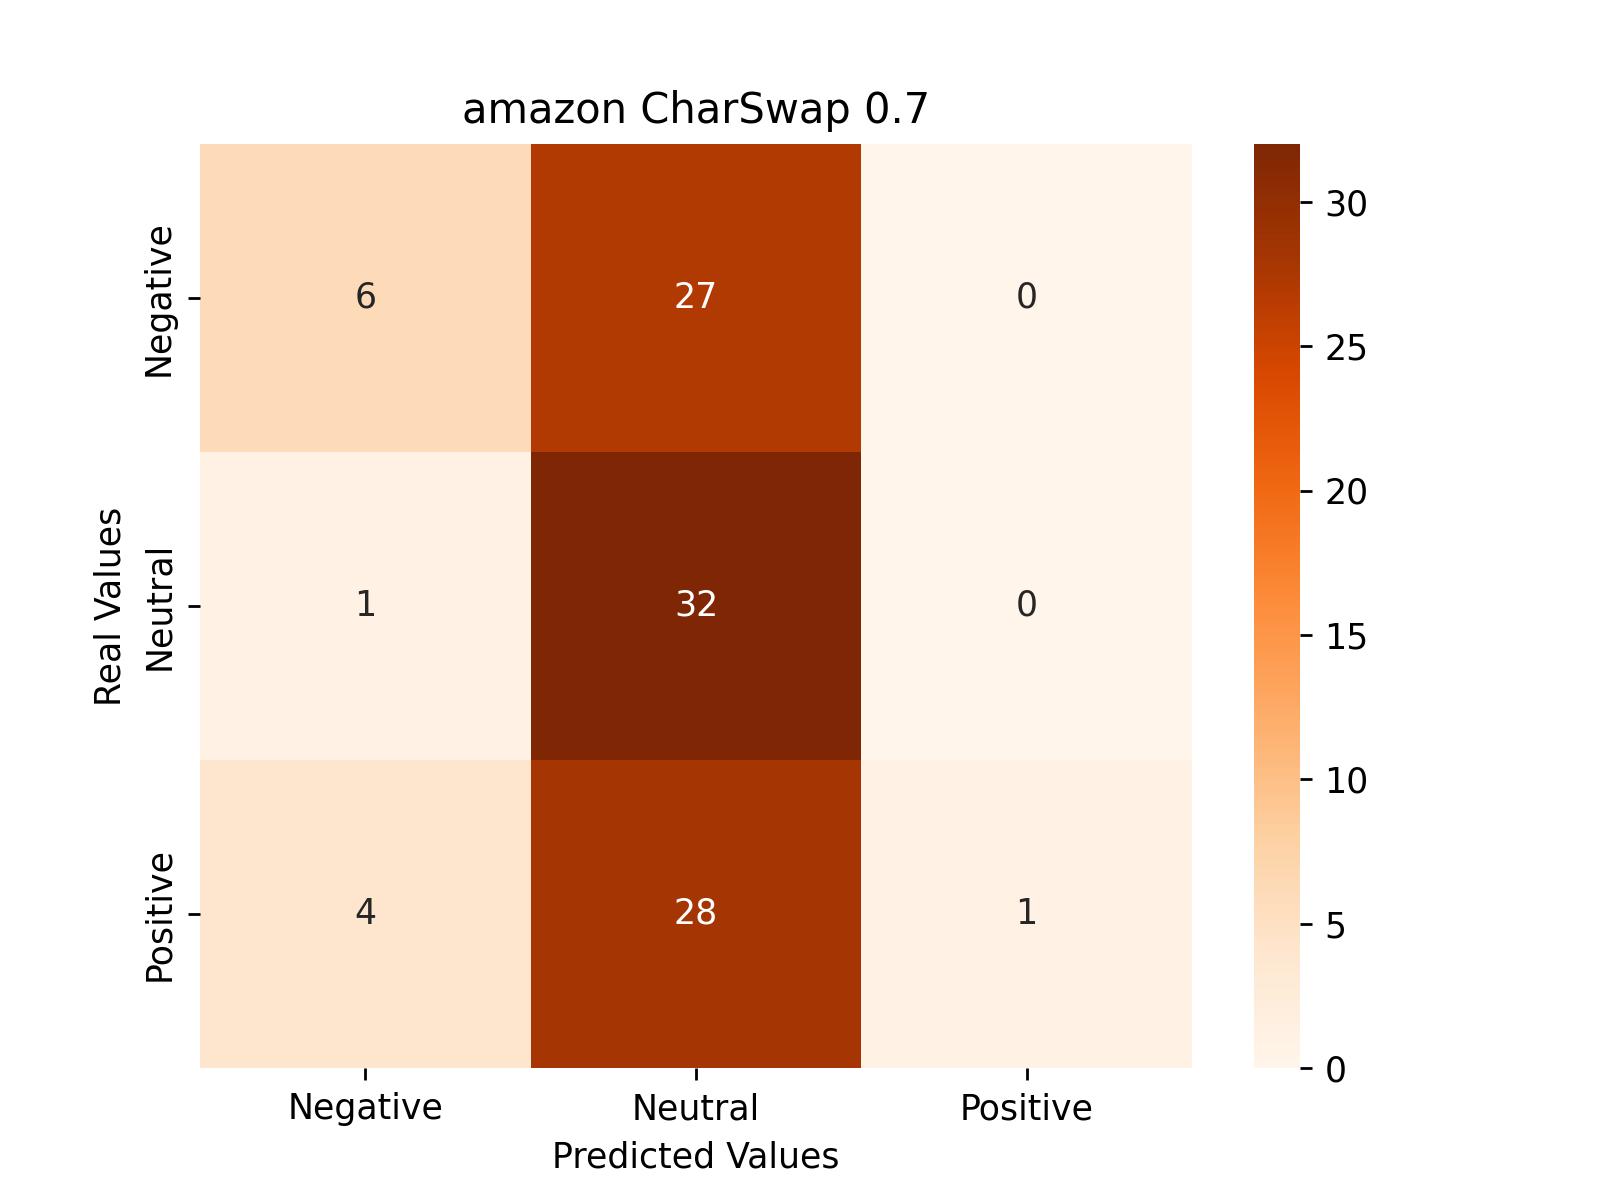 amazon CharSwap 0.7
Real Values
Negative
6 27 0
Neutral
1 32 0
Positive
4 28 1
Negative Neutral Positive
Predicted Values
30
25
20
15
10
5
0